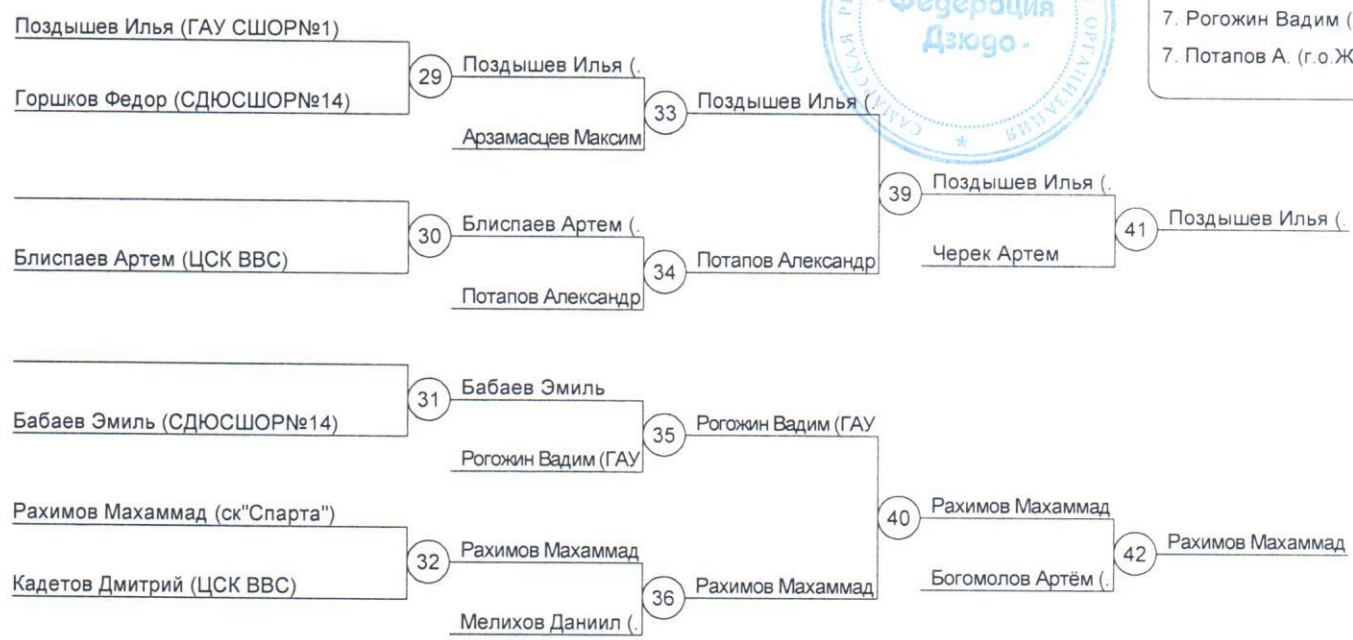 Федерация
Дзюдо
САМАРСКАЯ
ОРГАНИЗАЦИЯ
7. Рогожин Вадим (
7. Потапов А. (г.о.Ж
Поздышев Илья (ГАУ СШОР№1)
29
Поздышев Илья (.
Горшков Федор (СДЮСШОР№14)
33
Поздышев Илья (.
Арзамасцев Максим
39
Поздышев Илья (.
30
Блиспаев Артем (.
41
Поздышев Илья (.
Блиспаев Артем (ЦСК ВВС)
34
Потапов Александр
Черек Артем
Потапов Александр
31
Бабаев Эмиль
Бабаев Эмиль (СДЮСШОР№14)
35
Рогожин Вадим (ГАУ
Рогожин Вадим (ГАУ
Рахимов Махаммад (ск"Спарта")
40
Рахимов Махаммад
32
Рахимов Махаммад
42
Рахимов Махаммад
Кадетов Дмитрий (ЦСК ВВС)
36
Рахимов Махаммад
Богомолов Артём (.
Мелихов Даниил (.